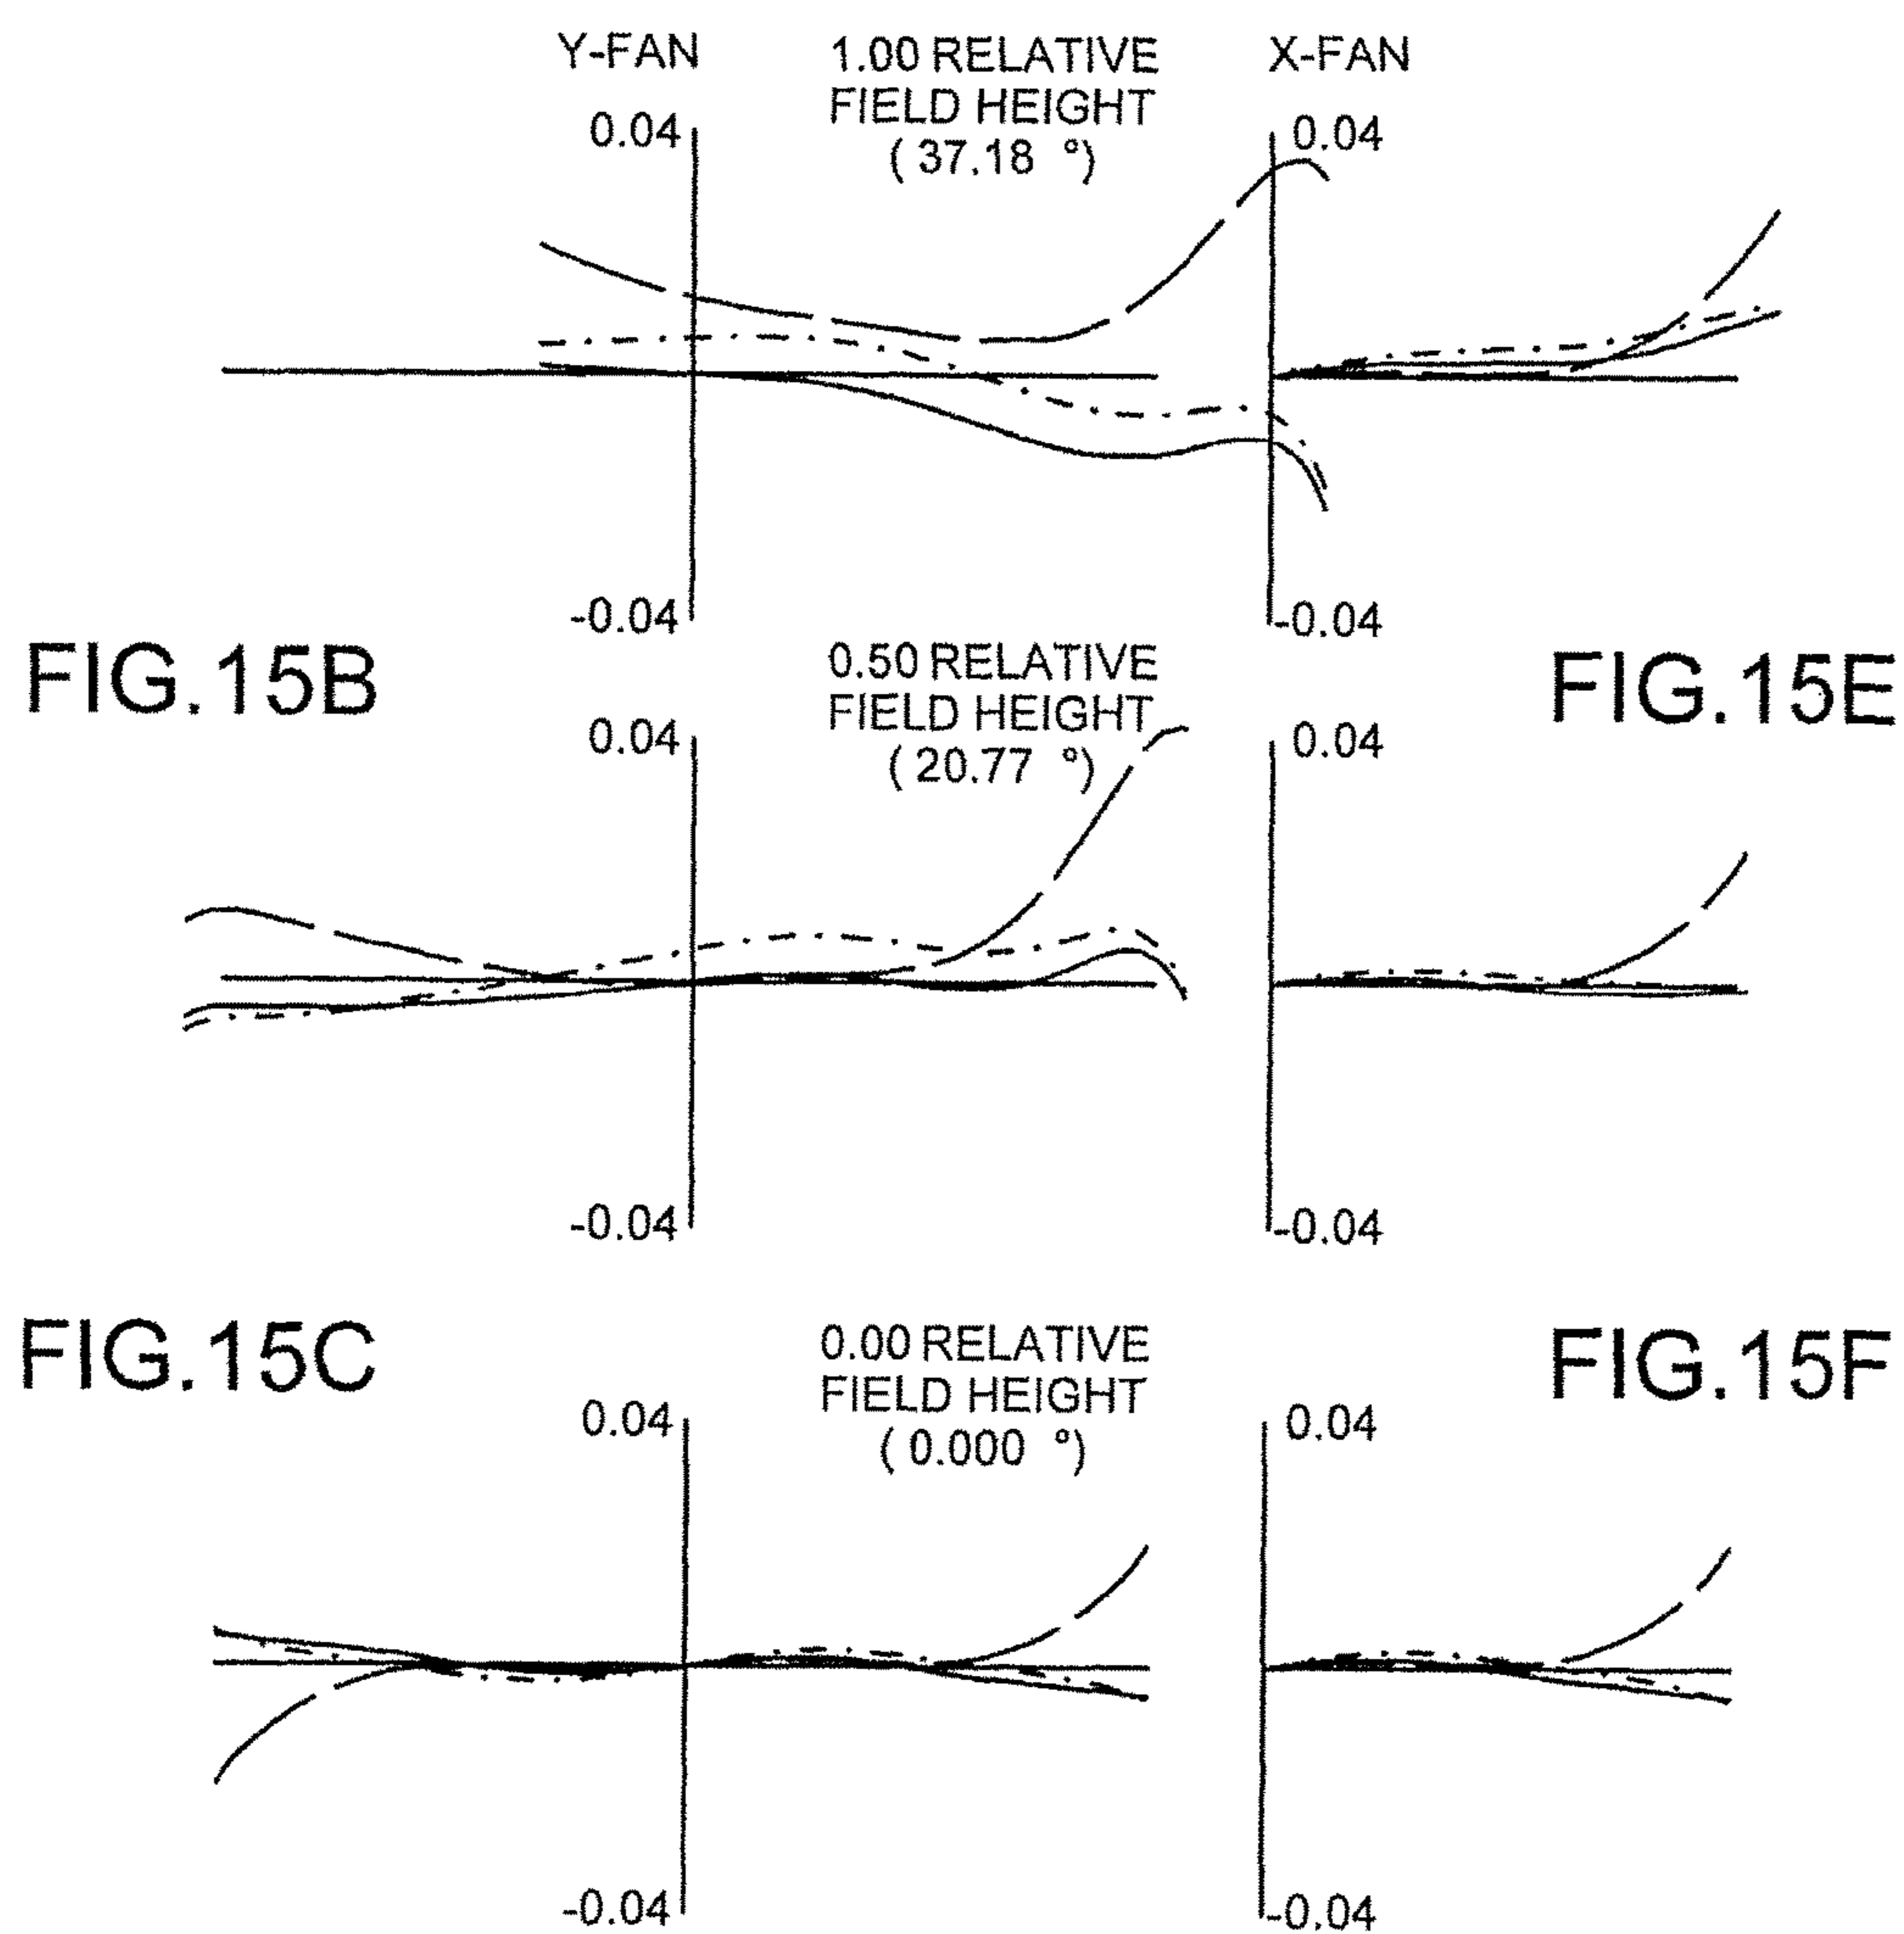 Y-FAN
1.00 RELATIVE
FIELD HEIGHT
( 37.18 °)
X-FAN
0.04
0.04
-0.04
-0.04
FIG.15B
0.50 RELATIVE
FIELD HEIGHT
( 20.77 °)
FIG.15E
0.04
0.04
-0.04
-0.04
FIG.15C
0.00 RELATIVE
FIELD HEIGHT
( 0.000 °)
FIG.15F
0.04
0.04
-0.04
-0.04